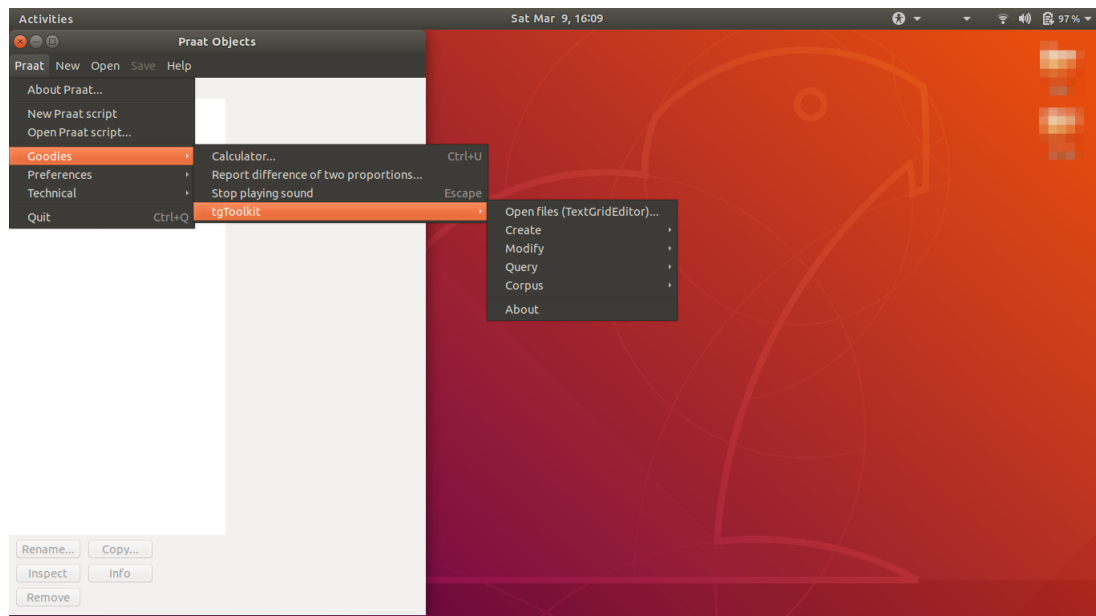 Activities Sat Mar 9, 16:09 97 %
Praat Objects
Praat New Open Save Help
About Praat...
New Praat script
Open Praat script...
Goodies
Preferences
Technical
Quit Ctrl+Q
Calculator... Ctrl+U
Report difference of two proportions...
Stop playing sound Escape
tgToolkit
Open files (TextGridEditor)...
Create
Modify
Query
Corpus
About
Rename... Copy...
Inspect Info
Remove